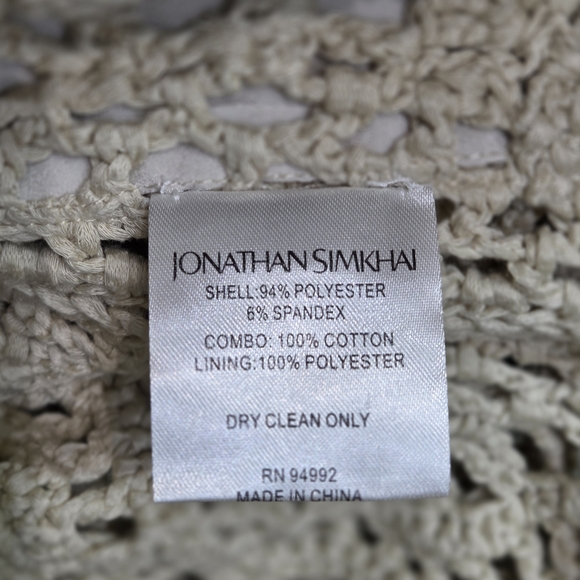 JONATHAN SIMKHAI
SHELL:94% POLYESTER
6% SPANDEX
COMBO: 100% COTTON
LINING:100% POLYESTER
DRY CLEAN ONLY
RN 94992
MADE IN CHINA